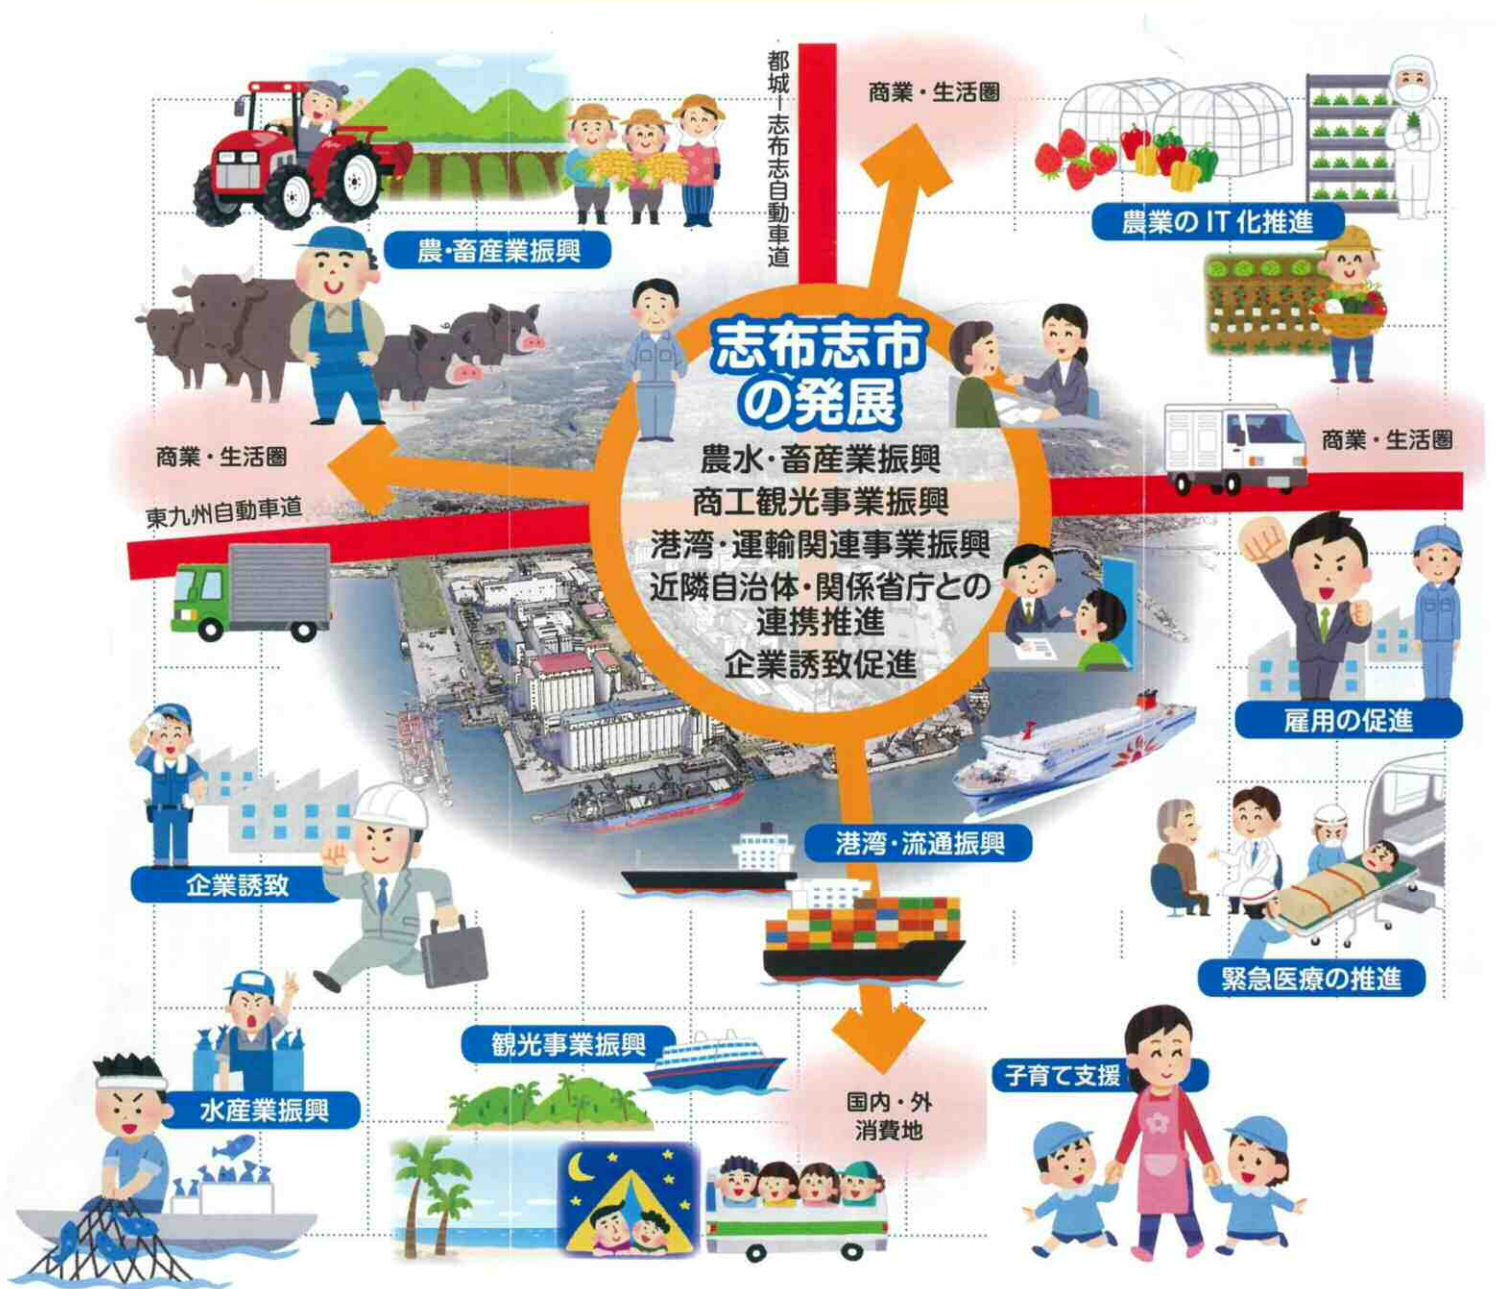 都城ー志布志自動車道
商業・生活圏
農業のIT化推進
農・畜産業振興
志布志市
の発展
農水・畜産業振興
商工観光事業振興
港湾・運輸関連事業振興
近隣自治体・関係省庁との
連携推進
企業誘致促進
商業・生活圏
東九州自動車道
商業・生活圏
雇用の促進
港湾・流通振興
企業誘致
緊急医療の推進
観光事業振興
子育て支援
水産業振興
国内・外
消費地